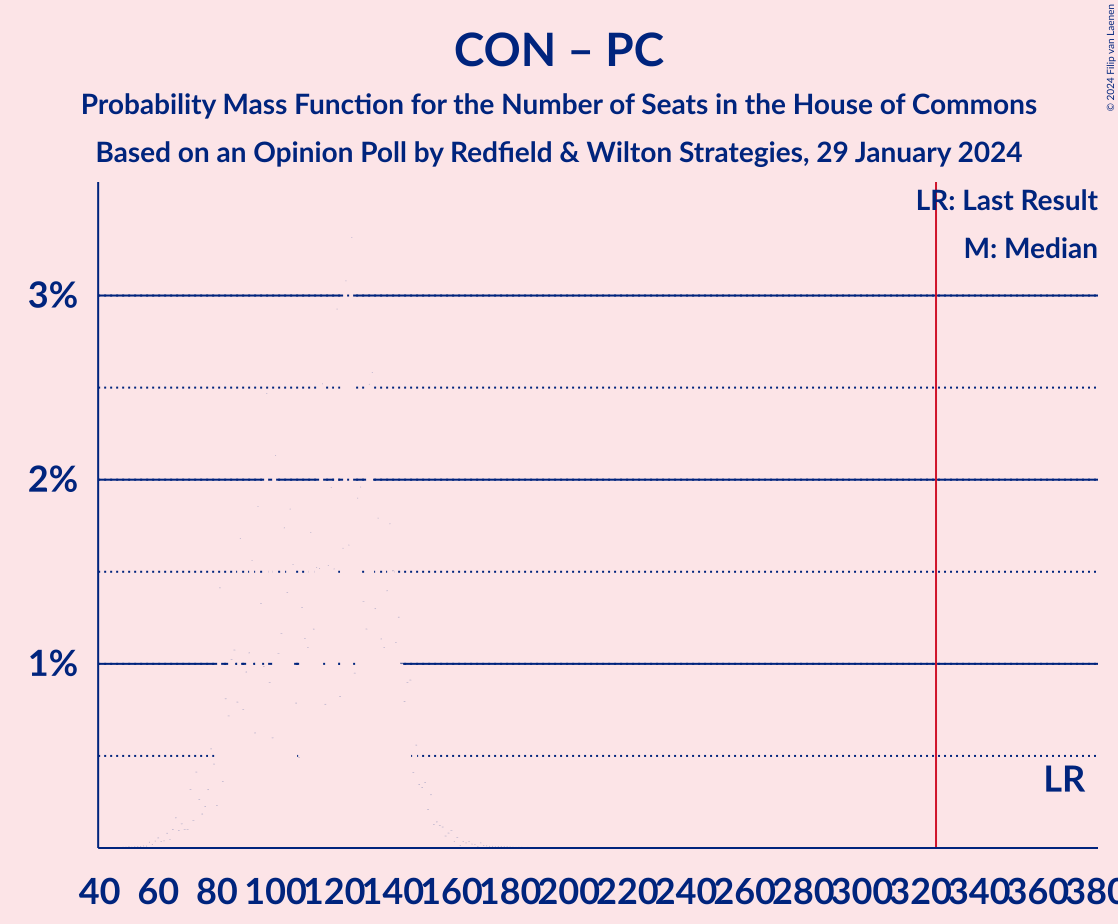 CON – PC
Probability Mass Function for the Number of Seats in the House of Commons
Based on an Opinion Poll by Redfield & Wilton Strategies, 29 January 2024
© 2024 Filip van Laenen
LR: Last Result
M: Median
3%
2%
1%
LR
40 60 80 100 120 140 160 180 200 220 240 260 280 300 320 340 360 380